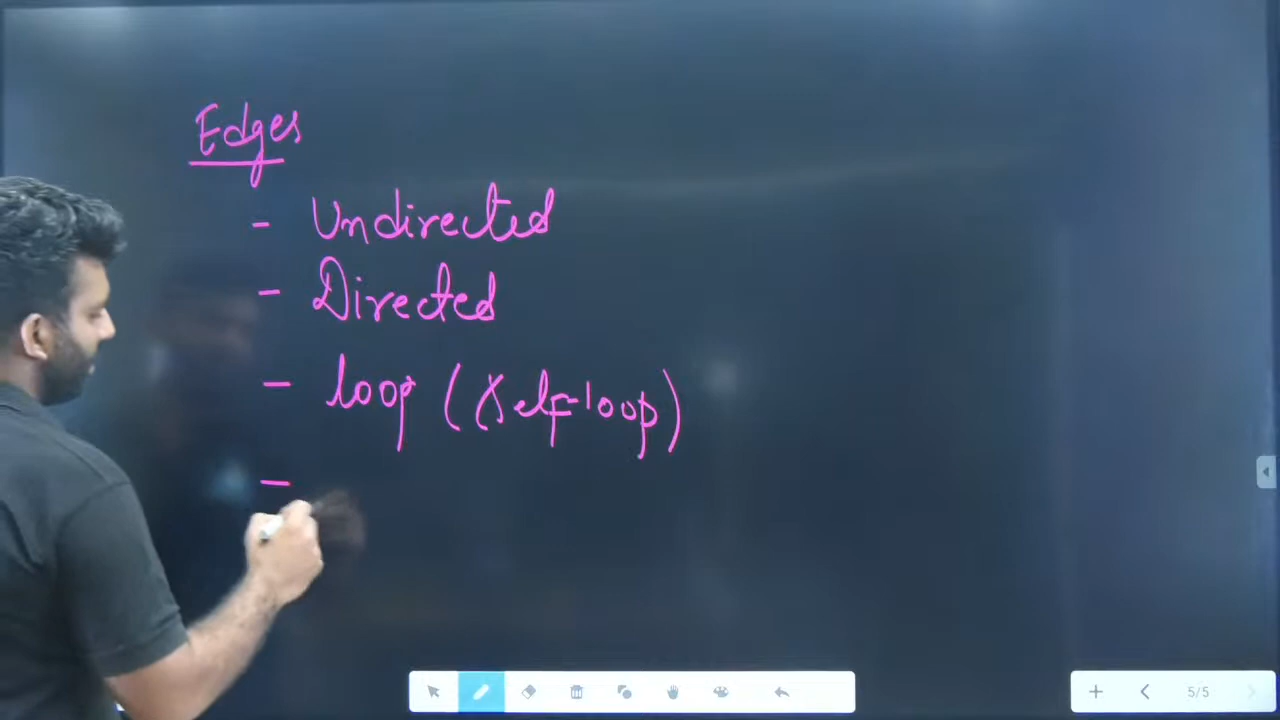 Edges
- Undirected
- Directed
- loop (Self-loop)
-
5/5